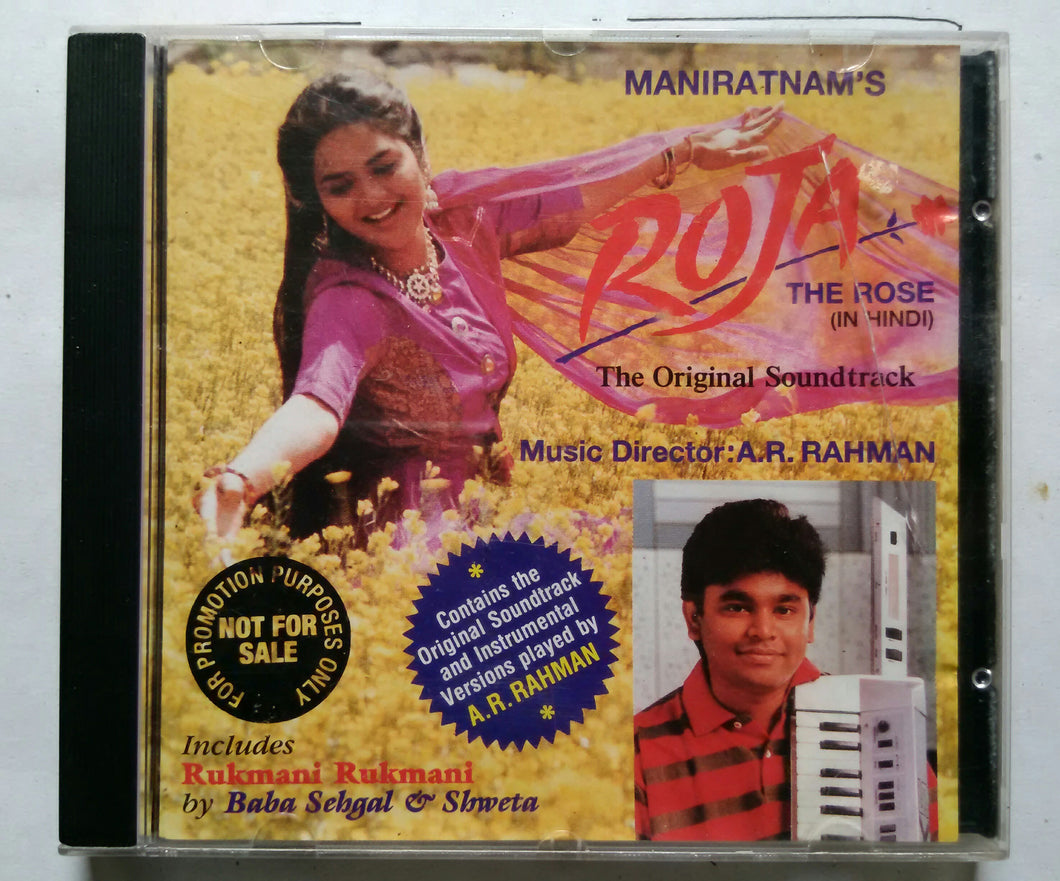 MANIRATNAM'S
ROJA
THE ROSE
(IN HINDI)
The Original Soundtrack
Music Director:A.R. RAHMAN
FOR PROMOTION PURPOSES ONLY
NOT FOR
SALE
* Contains the
Original Soundtrack
and Instrumental
Versions played by
A.R. RAHMAN *
Includes
Rukmani Rukmani
by Baba Sehgal & Shweta